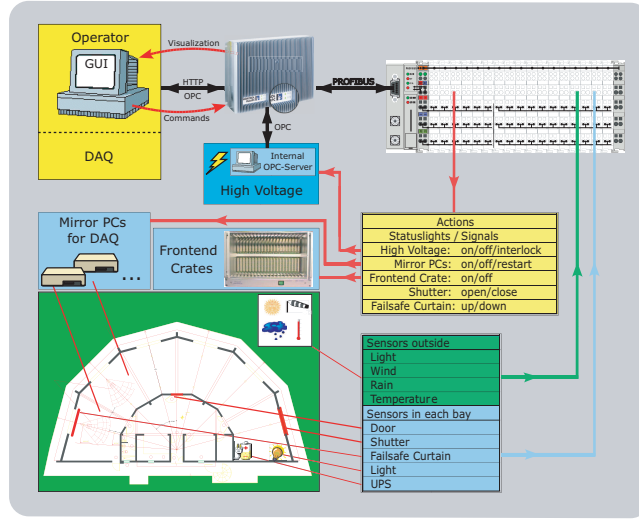 Operator
GUI
DAQ
Visualization
HTTP
OPC
Commands
PROFIBUS
OPC
Internal
OPC-Server
High Voltage
Mirror PCs
for DAQ
...
Frontend
Crates
Actions
Statuslights / Signals
High Voltage: on/off/interlock
Mirror PCs: on/off/restart
Frontend Crate: on/off
Shutter: open/close
Failsafe Curtain: up/down
Sensors outside
Light
Wind
Rain
Temperature
Sensors in each bay
Door
Shutter
Failsafe Curtain
Light
UPS